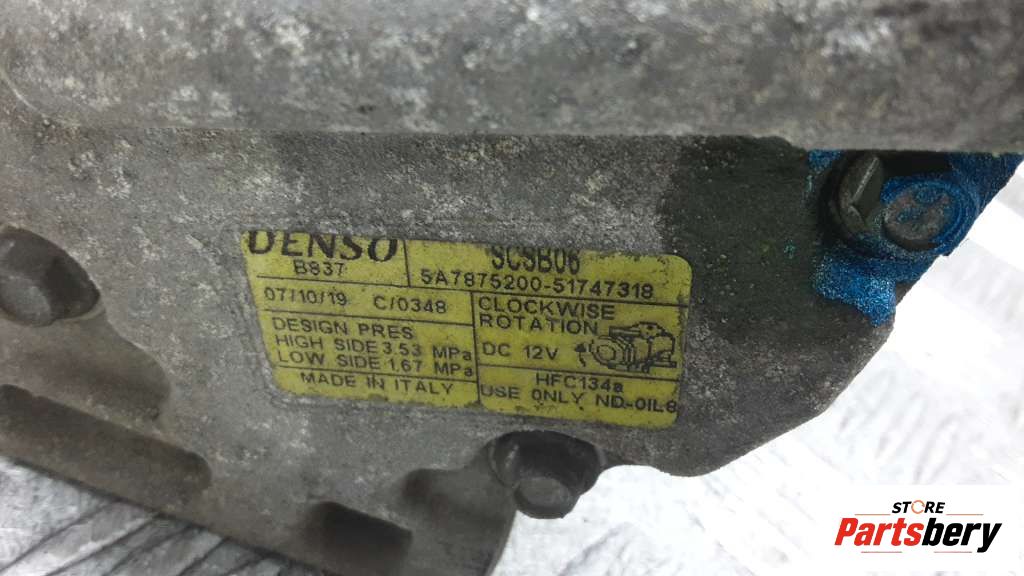 DENSO
B937
SCSB06
5A7875200-51747318
07/10/19 C/0348
CLOCKWISE
ROTATION
DC 12V
DESIGN PRES.
HIGH SIDE 3.53 MPa
LOW SIDE 1.67 MPa
MADE IN ITALY
HFC134a
USE ONLY ND-OIL8
STORE
Partsbery